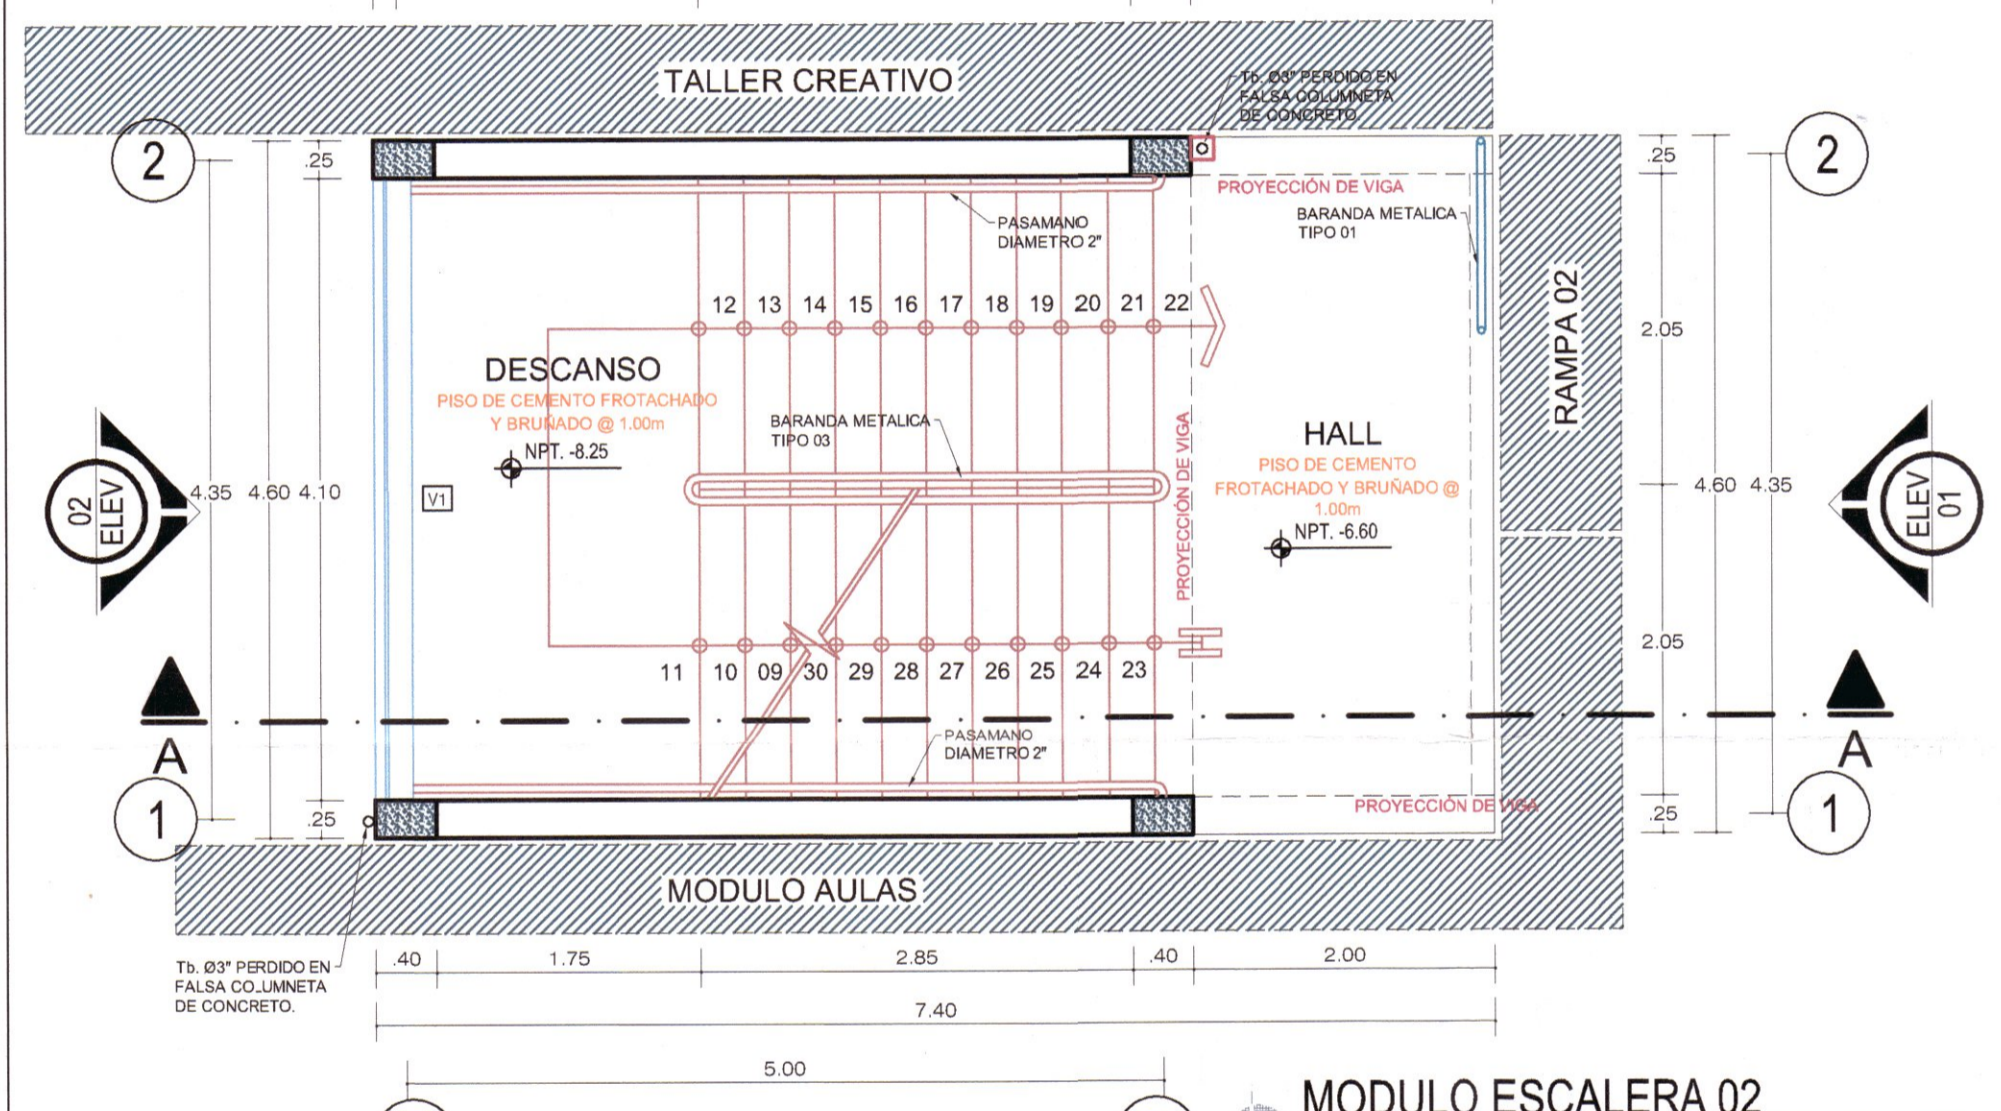 TALLER CREATIVO
Tb. Ø3" PERDIDO EN
FALSA COLUMNETA
DE CONCRETO.
2
.25
.25
2
PROYECCIÓN DE VIGA
BARANDA METALICA
TIPO 01
PASAMANO
DIAMETRO 2"
12 13 14 15 16 17 18 19 20 21 22
2.05
RAMPA 02
DESCANSO
PISO DE CEMENTO FROTACHADO
Y BRUÑADO @ 1.00m
NPT. -8.25
BARANDA METALICA
TIPO 03
PROYECCIÓN DE VIGA
HALL
PISO DE CEMENTO
FROTACHADO Y BRUÑADO @
1.00m
NPT. -6.60
02
ELEV
4.35 4.60 4.10
V1
4.60 4.35
ELEV
01
2.05
11 10 09 30 29 28 27 26 25 24 23
A
A
PASAMANO
DIAMETRO 2"
1
.25
PROYECCIÓN DE VIGA
.25
1
MODULO AULAS
Tb. Ø3" PERDIDO EN
FALSA COLUMNETA
DE CONCRETO.
.40 1.75 2.85 .40 2.00
7.40
5.00
MODULO ESCALERA 02